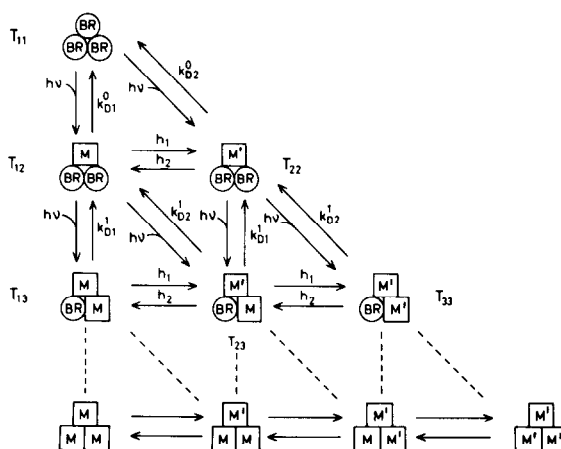 BR
T11 BR BR
hν k⁰D1 hν k⁰D2
M h1 M'
T12 h2 T22
BR BR BR BR
hν k¹D1 hν k¹D2 hν k¹D1 hν k¹D2
M h1 M' h1 M'
T13 BR M h2 BR M h2 BR M' T33
T23
M M' M' M'
M M M M M M' M' M'